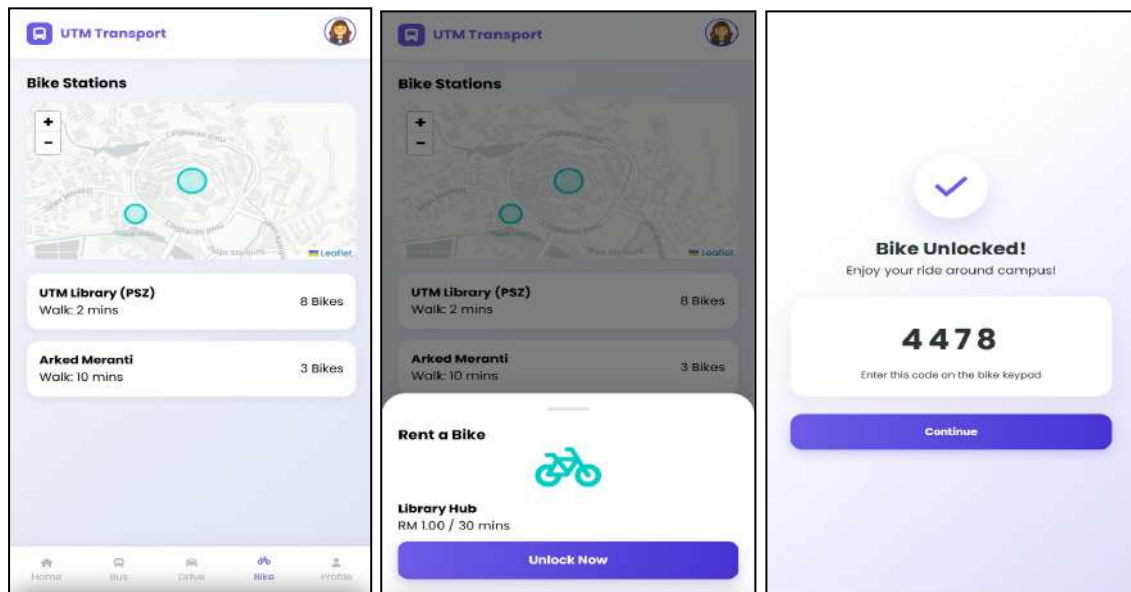 UTM Transport
Bike Stations
+
-
Leaflet
UTM Library (PSZ)
Walk: 2 mins
8 Bikes
Arked Meranti
Walk: 10 mins
3 Bikes
Home
Bus
Drive
Bike
Profile
UTM Transport
Bike Stations
+
-
Leaflet
UTM Library (PSZ)
Walk: 2 mins
8 Bikes
Arked Meranti
Walk: 10 mins
3 Bikes
Rent a Bike
Library Hub
RM 1.00 / 30 mins
Unlock Now
Bike Unlocked!
Enjoy your ride around campus!
4478
Enter this code on the bike keypad
Continue